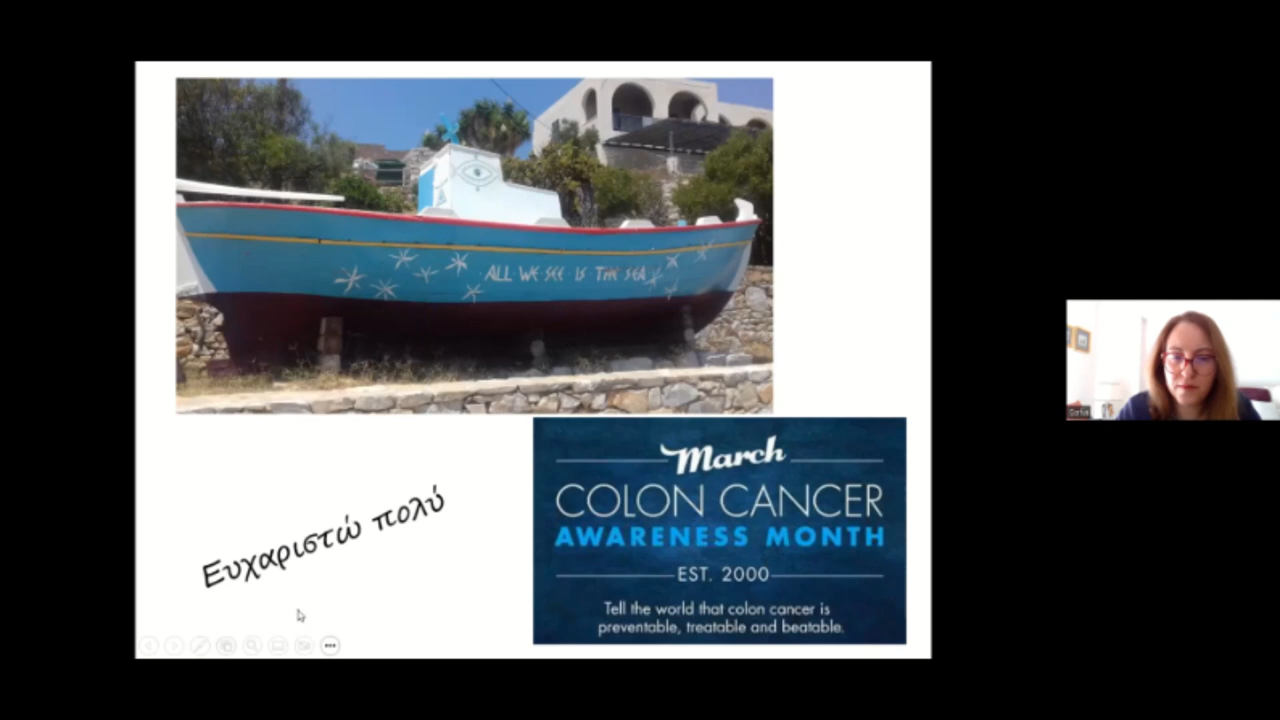 ALL WE SEE IS THE SEA
Ευχαριστώ πολύ
March
COLON CANCER
AWARENESS MONTH
EST. 2000
Tell the world that colon cancer is
preventable, treatable and beatable.